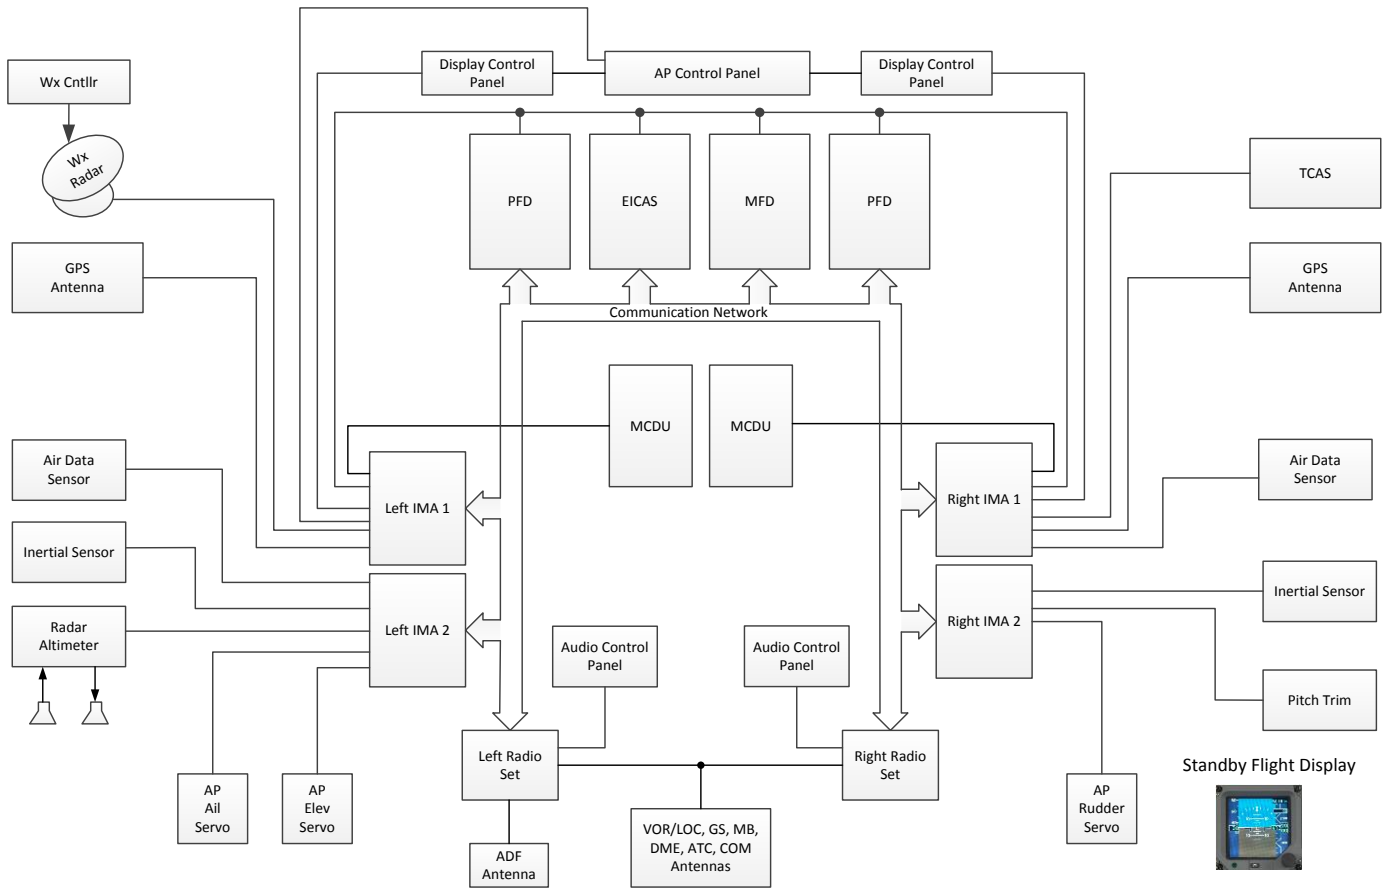 Wx Cntllr
Display Control
Panel
AP Control Panel
Display Control
Panel
Wx
Radar
PFD
EICAS
MFD
PFD
TCAS
GPS
Antenna
GPS
Antenna
Communication Network
MCDU
MCDU
Air Data
Sensor
Air Data
Sensor
Left IMA 1
Right IMA 1
Inertial Sensor
Inertial Sensor
Radar
Altimeter
Left IMA 2
Right IMA 2
Audio Control
Panel
Audio Control
Panel
Pitch Trim
Left Radio
Set
Right Radio
Set
Standby Flight Display
AP
Ail
Servo
AP
Elev
Servo
AP
Rudder
Servo
VOR/LOC, GS, MB,
DME, ATC, COM
Antennas
ADF
Antenna